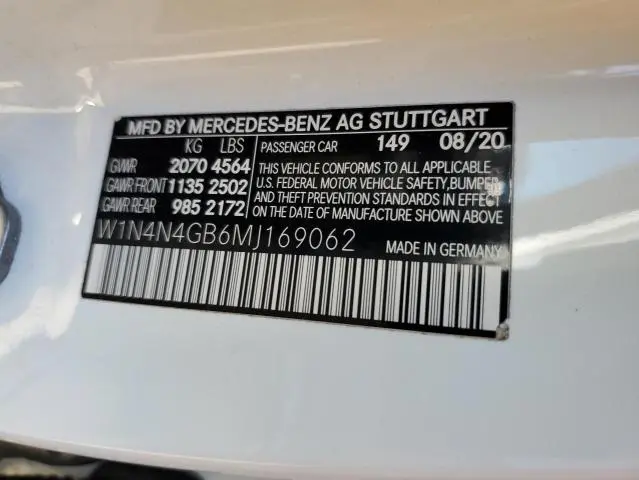 MFD BY MERCEDES-BENZ AG STUTTGART
KG LBS PASSENGER CAR 149 08/20
GVWR 2070 4564
GAWR FRONT 1135 2502
GAWR REAR 985 2172
THIS VEHICLE CONFORMS TO ALL APPLICABLE
U.S. FEDERAL MOTOR VEHICLE SAFETY, BUMPER,
AND THEFT PREVENTION STANDARDS IN EFFECT
ON THE DATE OF MANUFACTURE SHOWN ABOVE
W1N4N4GB6MJ169062 MADE IN GERMANY